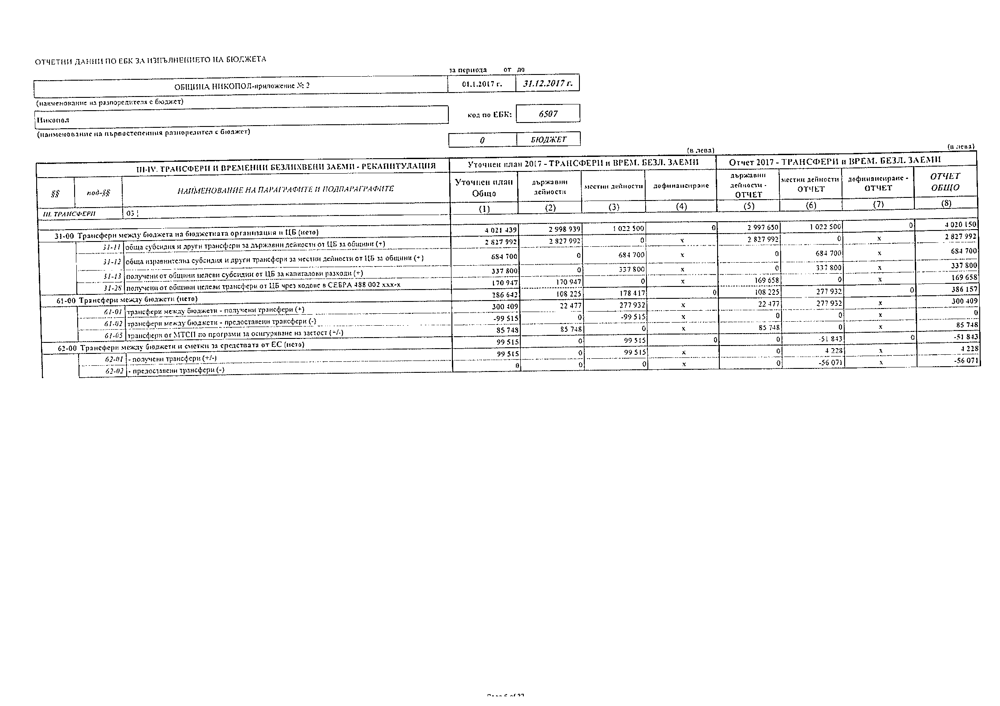 ОТЧЕТНИ ДАННИ ПО ЕБК ЗА ИЗПЪЛНЕНИЕТО НА БЮДЖЕТА
за периода от до
ОБЩИНА НИКОПОЛ-приложение № 2 01.1.2017 г. 31.12.2017 г.
(наименование на разпоредителя с бюджет)
Никопол код по ЕБК: 6507
(наименование на първостепенния разпоредител с бюджет)
0 БЮДЖЕТ
(в лева) (в лева)
III-IV. ТРАНСФЕРИ И ВРЕМЕННИ БЕЗЛИХВЕНИ ЗАЕМИ - РЕКАПИТУЛАЦИЯ Уточнен план 2017 - ТРАНСФЕРИ и ВРЕМ. БЕЗЛ. ЗАЕМИ Отчет 2017 - ТРАНСФЕРИ и ВРЕМ. БЕЗЛ. ЗАЕМИ
§§ под-§§ НАИМЕНОВАНИЕ НА ПАРАГРАФИТЕ И ПОДПАРАГРАФИТЕ Уточнен план Общо държавни дейности местни дейности дофинансиране държавни дейности - ОТЧЕТ местни дейности ОТЧЕТ дофинансиране - ОТЧЕТ ОТЧЕТ ОБЩО
III. ТРАНСФЕРИ 03 (1) (2) (3) (4) (5) (6) (7) (8)
31-00 Трансфери между бюджета на бюджетната организация и ЦБ (нето) 4 021 439 2 998 939 1 022 500 0 2 997 650 1 022 500 0 4 020 150
31-11 обща субсидия и други трансфери за държавни дейности от ЦБ за общини (+) 2 827 992 2 827 992 0 x 2 827 992 0 x 2 827 992
31-12 обща изравнителна субсидия и други трансфери за местни дейности от ЦБ за общини (+) 684 700 0 684 700 x 0 684 700 x 684 700
31-13 получени от общини целеви субсидии от ЦБ за капиталови разходи (+) 337 800 0 337 800 x 0 337 800 x 337 800
31-28 получени от общини целеви трансфери от ЦБ чрез кодове в СЕБРА 488 002 xxx-x 170 947 170 947 0 x 169 658 0 x 169 658
61-00 Трансфери между бюджети (нето) 286 642 108 225 178 417 0 108 225 277 932 0 386 157
61-01 трансфери между бюджети - получени трансфери (+) 300 409 22 477 277 932 x 22 477 277 932 x 300 409
61-02 трансфери между бюджети - предоставени трансфери (-) -99 515 0 -99 515 x 0 0 x 0
61-05 трансфери от МТСП по програми за осигуряване на заетост (+/-) 85 748 85 748 0 x 85 748 0 x 85 748
62-00 Трансфери между бюджети и сметки за средствата от ЕС (нето) 99 515 0 99 515 0 0 -51 843 0 -51 843
62-01 - получени трансфери (+/-) 99 515 0 99 515 x 0 4 228 x 4 228
62-02 - предоставени трансфери (-) 0 0 0 x 0 -56 071 x -56 071